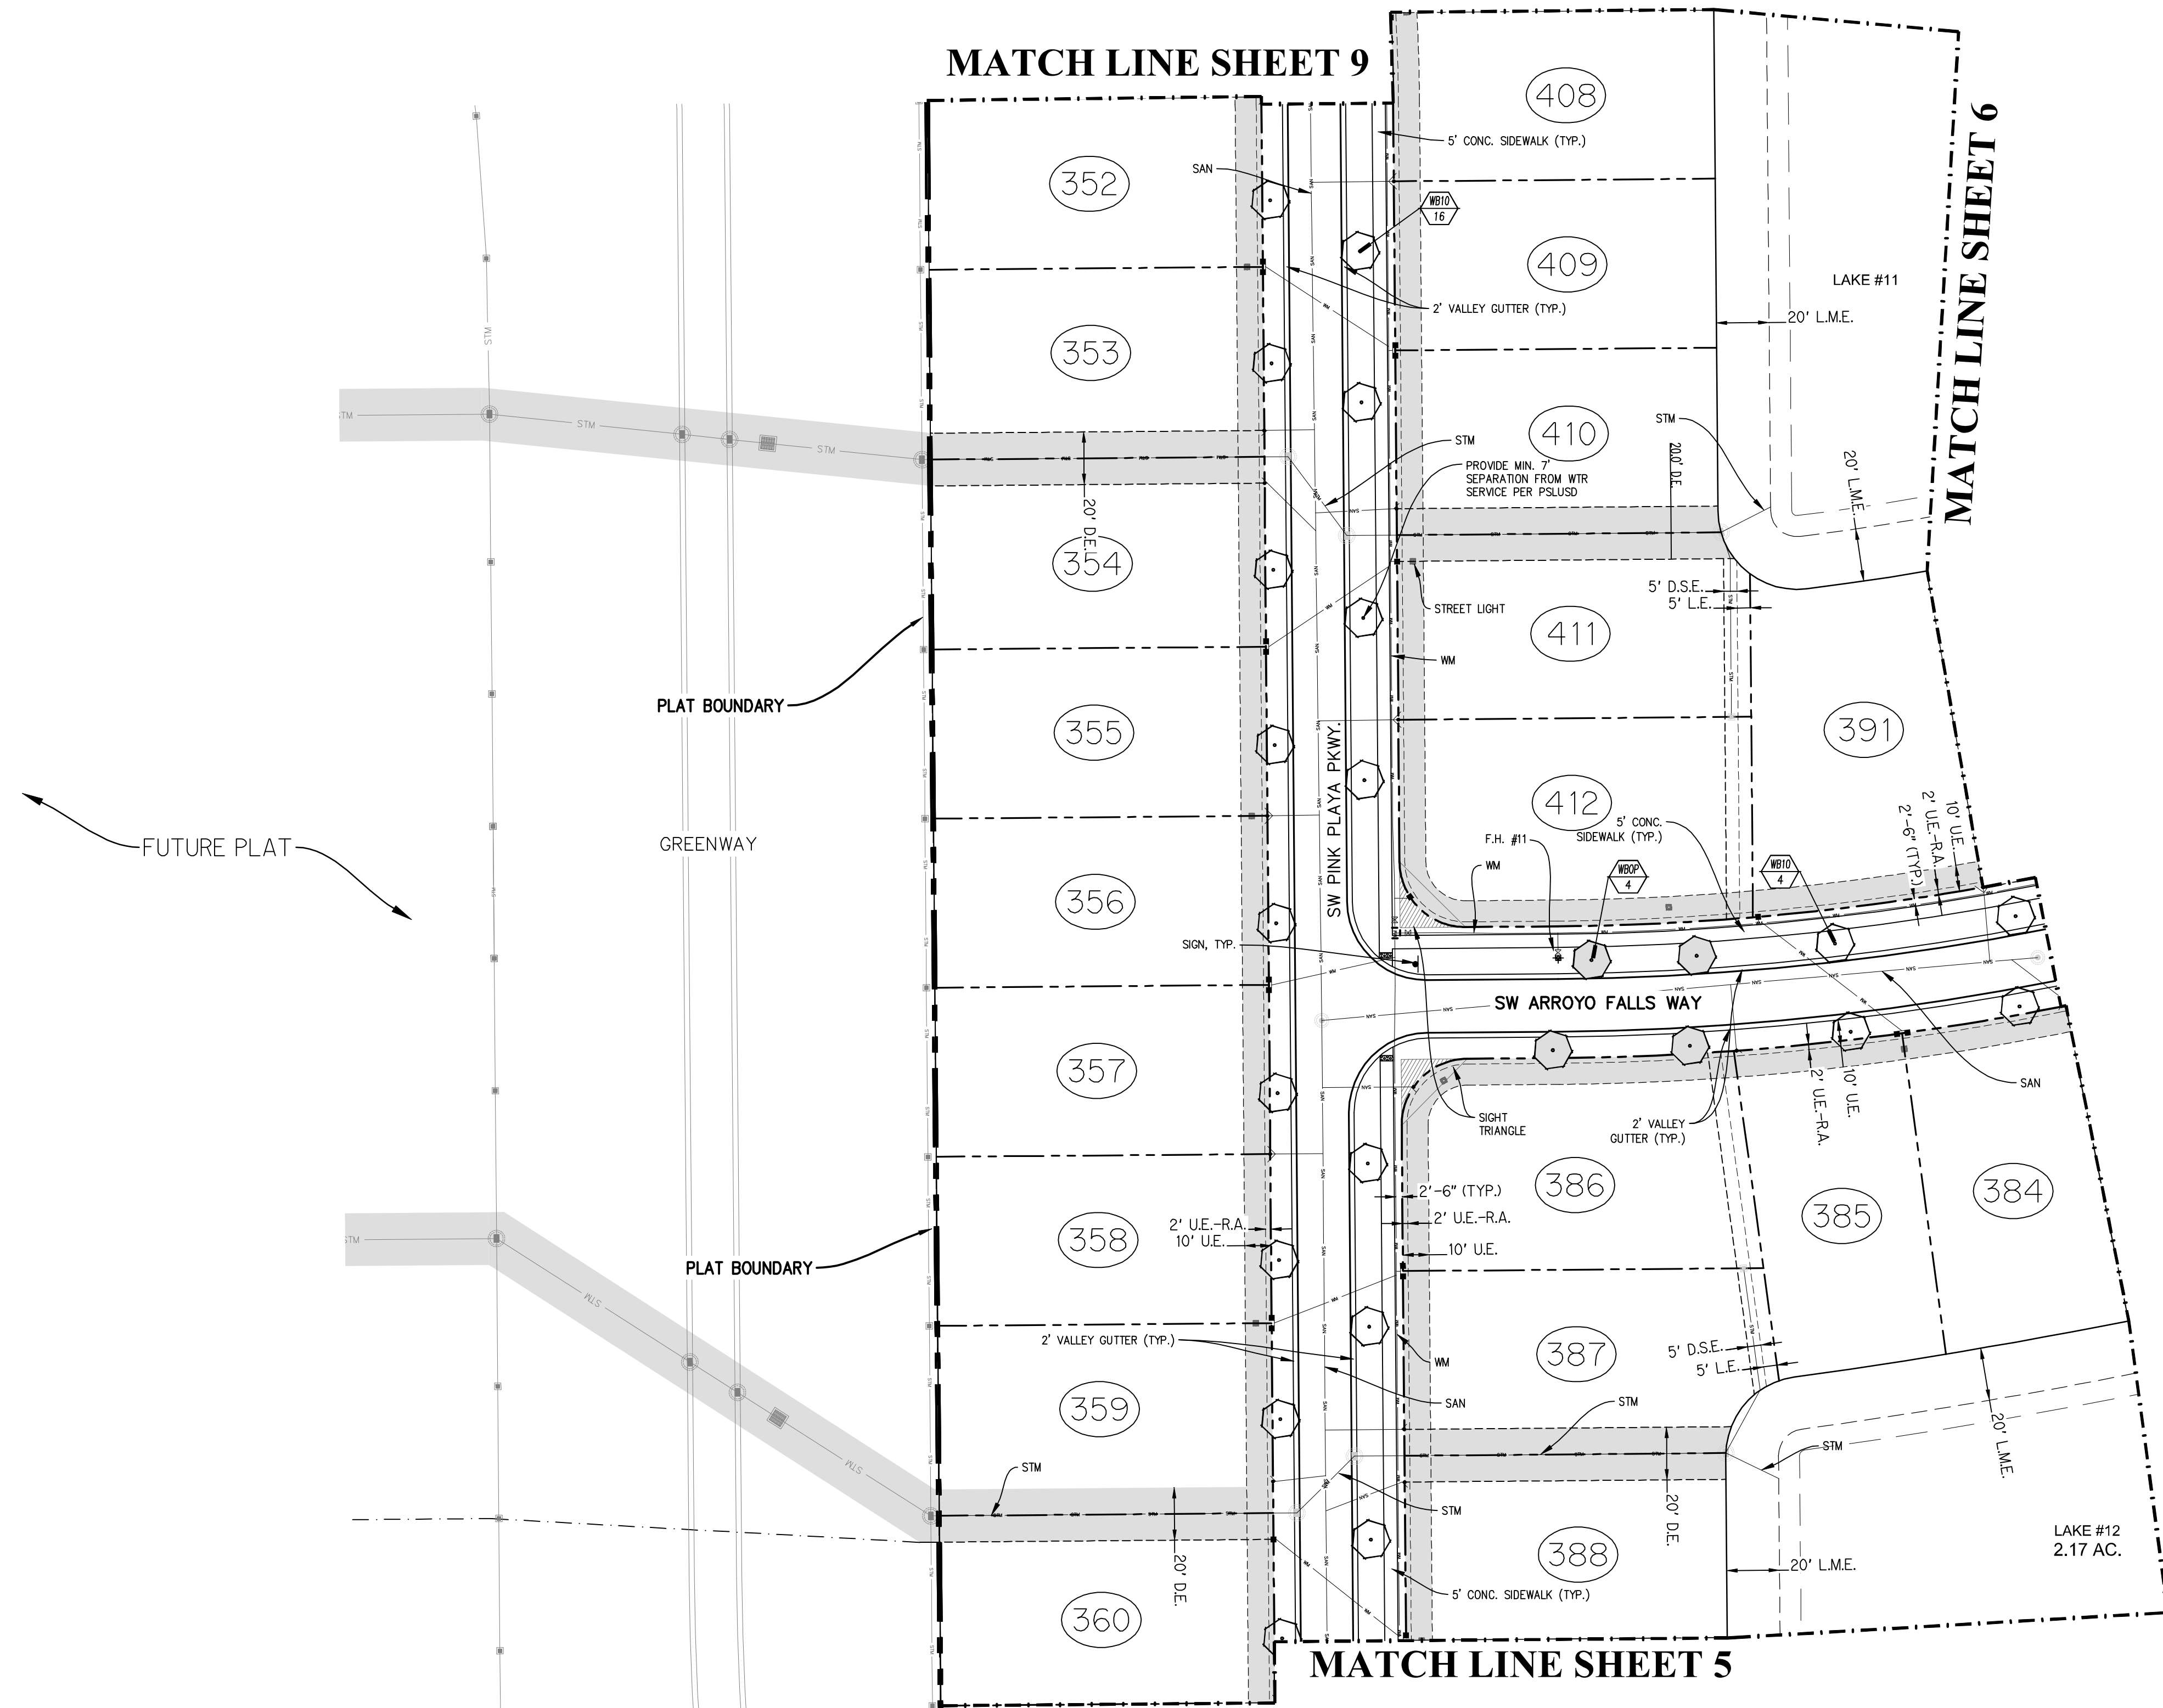 MATCH LINE SHEET 9
408
5' CONC. SIDEWALK (TYP.)
352
SAN
WB10
16
409
LAKE #11
MATCH LINE SHEET 6
2' VALLEY GUTTER (TYP.)
20' L.M.E.
353
STM
STM
STM
STM
410
STM
STM
PROVIDE MIN. 7'
SEPARATION FROM WTR
SERVICE PER PSLUSD
20.0' D.E.
20' L.M.E.
20' D.E.
354
5' D.S.E.
5' L.E.
STREET LIGHT
411
WM
PLAT BOUNDARY
355
SW PINK PLAYA PKWY.
391
412
5' CONC.
SIDEWALK (TYP.)
F.H. #11
WM
WBOP
4
WB10
4
2'-6" (TYP.)
2' U.E.-R.A.
10' U.E.
FUTURE PLAT
GREENWAY
356
SIGN, TYP.
SW ARROYO FALLS WAY
357
SAN
SIGHT
TRIANGLE
2' VALLEY
GUTTER (TYP.)
2' U.E.-R.A.
10' U.E.
386
385
384
2'-6" (TYP.)
2' U.E.-R.A.
10' U.E.
2' U.E.-R.A.
10' U.E.
358
PLAT BOUNDARY
STM
2' VALLEY GUTTER (TYP.)
WM
387
5' D.S.E.
5' L.E.
359
SAN
STM
STM
STM
20' L.M.E.
STM
STM
STM
20' D.E.
20' D.E.
LAKE #12
2.17 AC.
388
20' L.M.E.
5' CONC. SIDEWALK (TYP.)
360
MATCH LINE SHEET 5